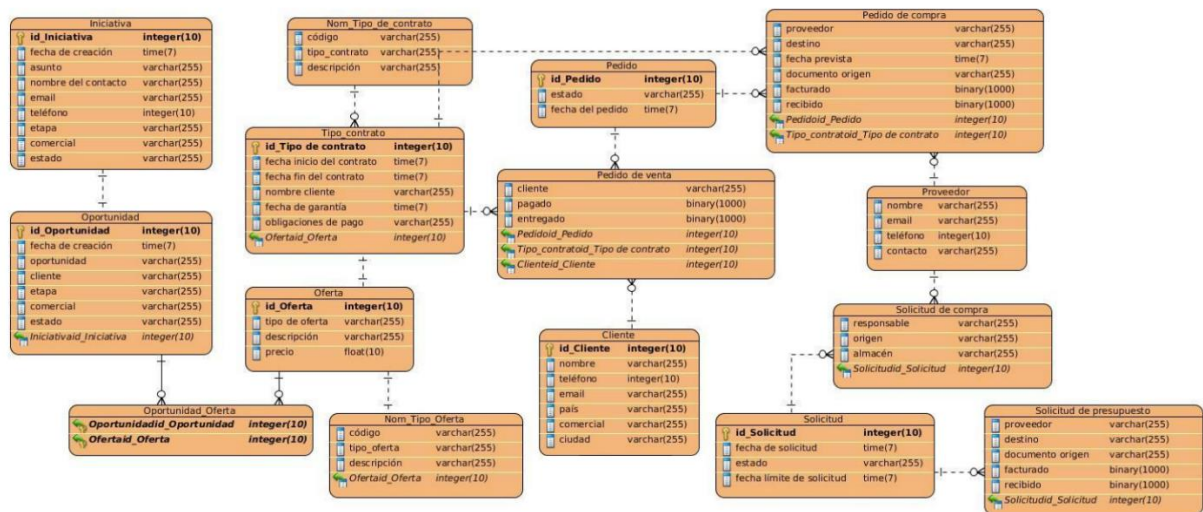 Iniciativa
id_Iniciativa integer(10)
fecha de creación time(7)
asunto varchar(255)
nombre del contacto varchar(255)
email varchar(255)
teléfono integer(10)
etapa varchar(255)
comercial varchar(255)
estado varchar(255)
Nom_Tipo_de_contrato
código varchar(255)
tipo_contrato varchar(255)
descripción varchar(255)
Pedido de compra
proveedor varchar(255)
destino varchar(255)
fecha prevista time(7)
documento origen varchar(255)
facturado binary(1000)
recibido binary(1000)
Pedidoid_Pedido integer(10)
Tipo_contratoid_Tipo de contrato integer(10)
Pedido
id_Pedido integer(10)
estado varchar(255)
fecha del pedido time(7)
Tipo_contrato
id_Tipo de contrato integer(10)
fecha inicio del contrato time(7)
fecha fin del contrato time(7)
nombre cliente varchar(255)
fecha de garantía time(7)
obligaciones de pago varchar(255)
Ofertaid_Oferta integer(10)
Pedido de venta
cliente varchar(255)
pagado binary(1000)
entregado binary(1000)
Pedidoid_Pedido integer(10)
Tipo_contratoid_Tipo de contrato integer(10)
Clienteid_Cliente integer(10)
Proveedor
nombre varchar(255)
email varchar(255)
teléfono integer(10)
contacto varchar(255)
Oportunidad
id_Oportunidad integer(10)
fecha de creación time(7)
oportunidad varchar(255)
cliente varchar(255)
etapa varchar(255)
comercial varchar(255)
estado varchar(255)
Iniciativaid_Iniciativa integer(10)
Oferta
id_Oferta integer(10)
tipo de oferta varchar(255)
descripción varchar(255)
precio float(10)
Solicitud de compra
responsable varchar(255)
origen varchar(255)
almacén varchar(255)
Solicitudid_Solicitud integer(10)
Cliente
id_Cliente integer(10)
nombre varchar(255)
teléfono integer(10)
email varchar(255)
país varchar(255)
comercial varchar(255)
ciudad varchar(255)
Oportunidad_Oferta
Oportunidadid_Oportunidad integer(10)
Ofertaid_Oferta integer(10)
Nom_Tipo_Oferta
código varchar(255)
tipo_oferta varchar(255)
descripción varchar(255)
Ofertaid_Oferta integer(10)
Solicitud
id_Solicitud integer(10)
fecha de solicitud time(7)
estado varchar(255)
fecha límite de solicitud time(7)
Solicitud de presupuesto
proveedor varchar(255)
destino varchar(255)
documento origen varchar(255)
facturado binary(1000)
recibido binary(1000)
Solicitudid_Solicitud integer(10)